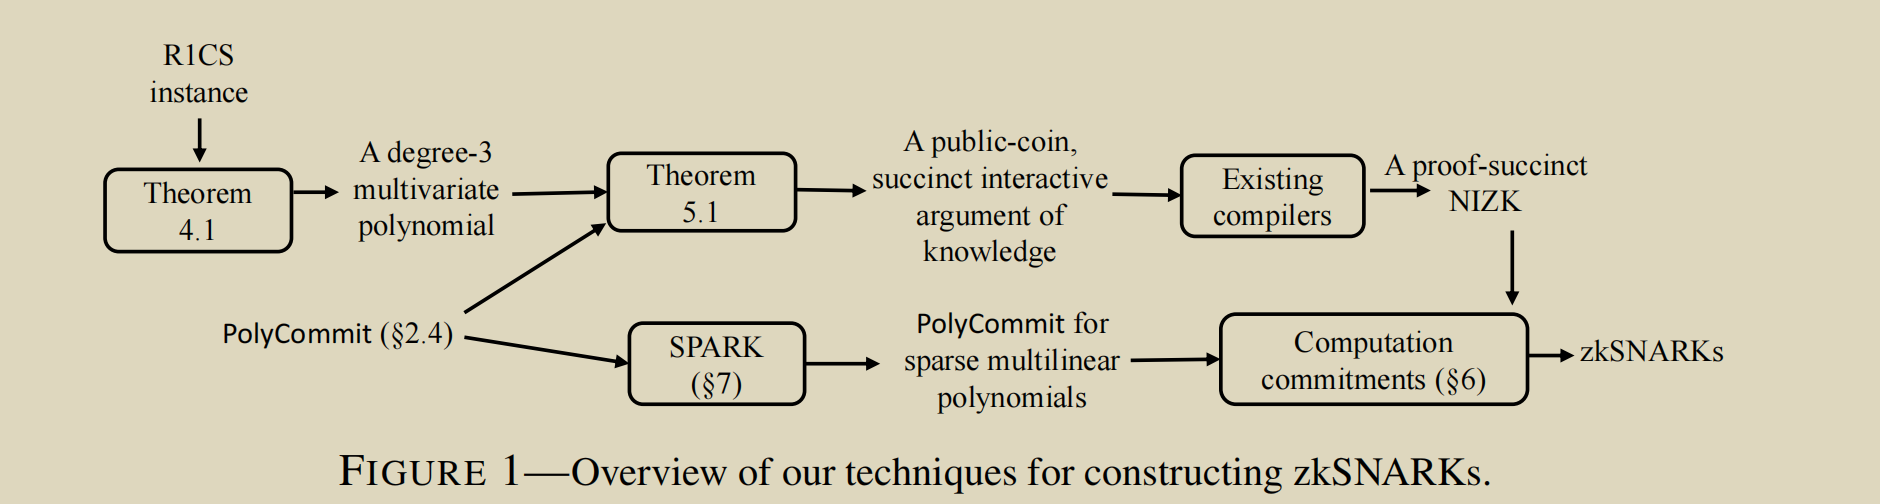 R1CS
instance
Theorem
4.1
A degree-3
multivariate
polynomial
Theorem
5.1
A public-coin,
succinct interactive
argument of
knowledge
Existing
compilers
A proof-succinct
NIZK
PolyCommit (§2.4)
SPARK
(§7)
PolyCommit for
sparse multilinear
polynomials
Computation
commitments (§6)
zkSNARKs
FIGURE 1—Overview of our techniques for constructing zkSNARKs.